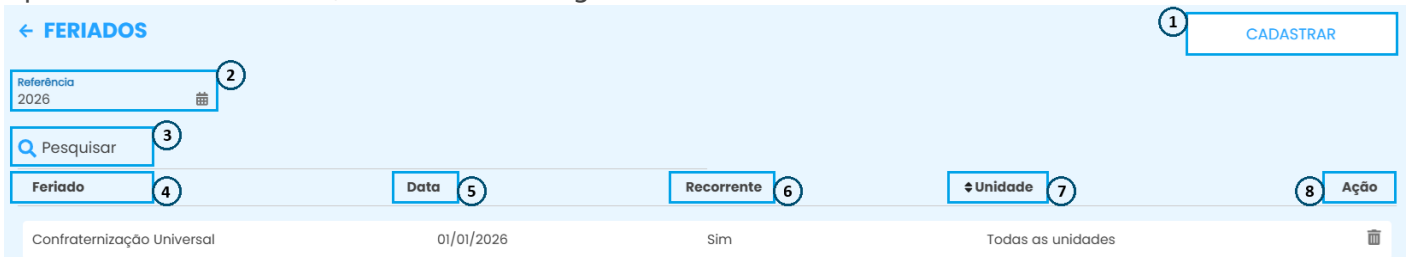 ← FERIADOS
1
CADASTRAR
Referência
2026
2
Pesquisar
3
Feriado 4 Data 5 Recorrente 6 Unidade 7 8 Ação
Confraternização Universal 01/01/2026 Sim Todas as unidades